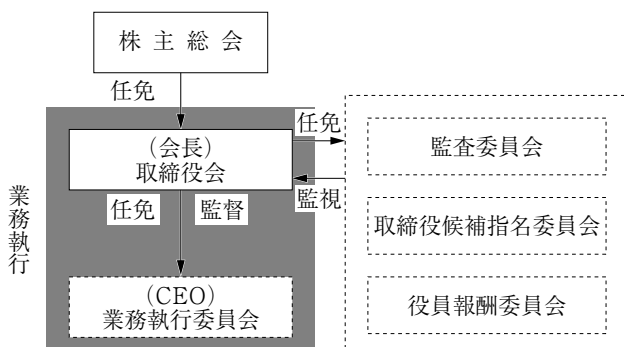 株主総会
任免
任免
(会長)
取締役会
監視
任免
監督
業務執行
(CEO)
業務執行委員会
監査委員会
取締役候補指名委員会
役員報酬委員会